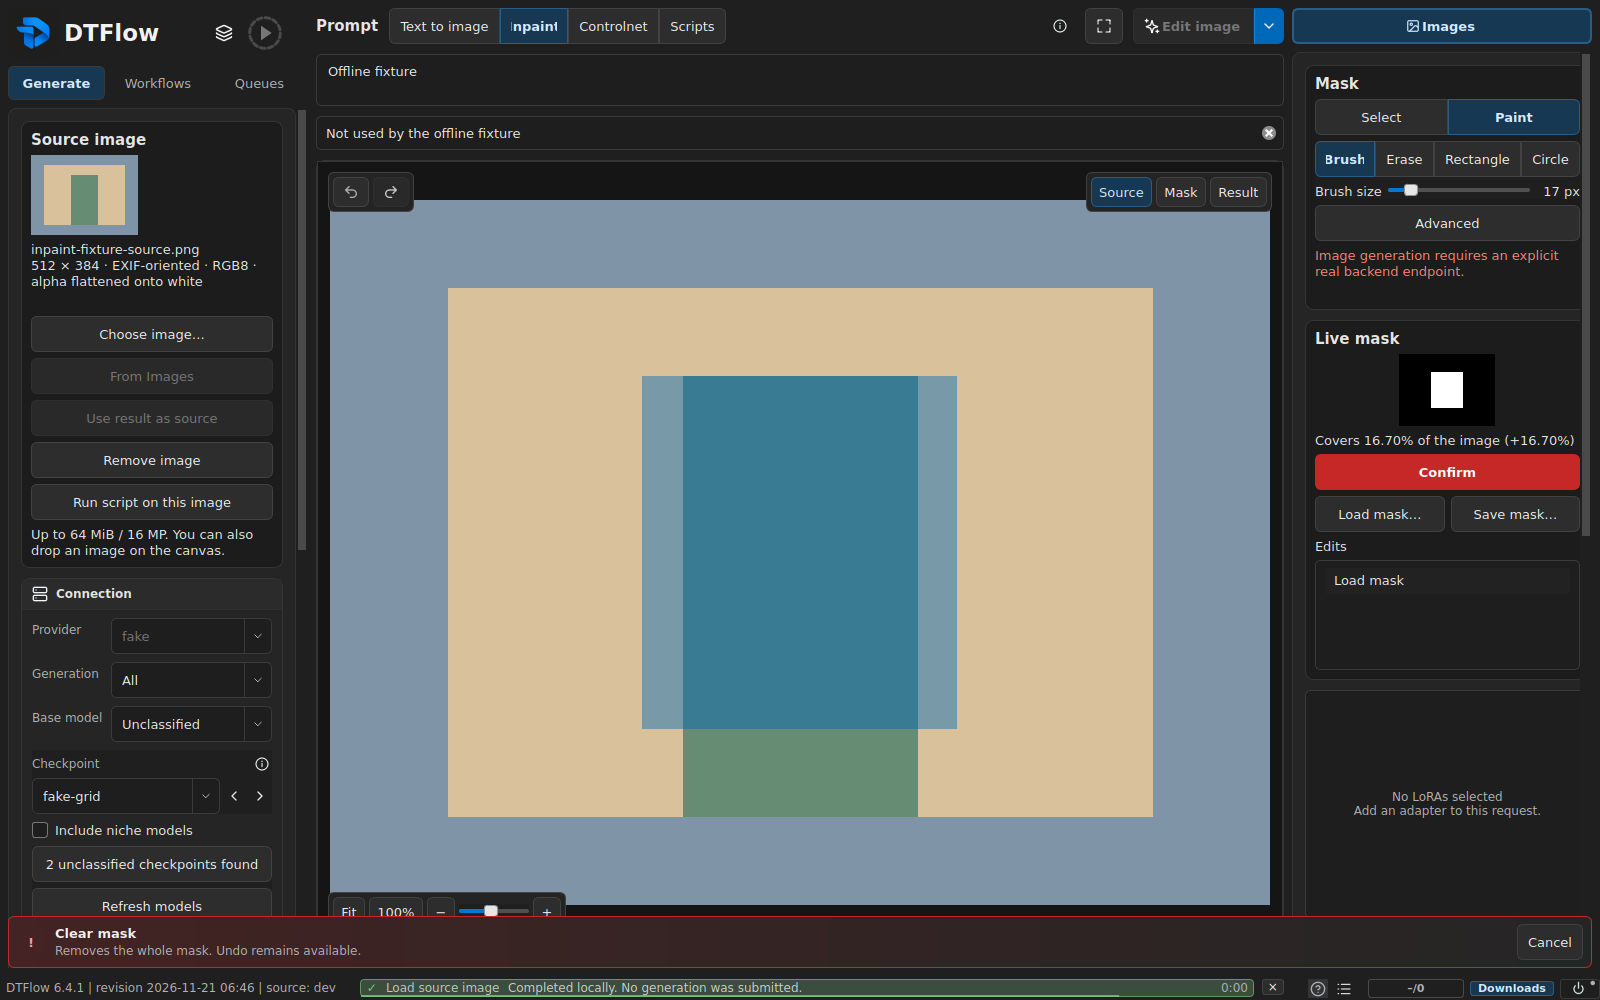 DTFlow
Generate
Workflows
Queues
Source image
inpaint-fixture-source.png
512 × 384 · EXIF-oriented · RGB8 ·
alpha flattened onto white
Choose image…
From Images
Use result as source
Remove image
Run script on this image
Up to 64 MiB / 16 MP. You can also
drop an image on the canvas.
Connection
Provider
fake
Generation
All
Base model
Unclassified
Checkpoint
fake-grid
Include niche models
2 unclassified checkpoints found
Refresh models
Prompt
Text to image
Inpaint
Controlnet
Scripts
Edit image
Offline fixture
Not used by the offline fixture
Source
Mask
Result
Fit
100%
−
+
Images
Mask
Select
Paint
Brush
Erase
Rectangle
Circle
Brush size
17 px
Advanced
Image generation requires an explicit
real backend endpoint.
Live mask
Covers 16.70% of the image (+16.70%)
Confirm
Load mask…
Save mask…
Edits
Load mask
No LoRAs selected
Add an adapter to this request.
!
Clear mask
Removes the whole mask. Undo remains available.
Cancel
DTFlow 6.4.1 | revision 2026-11-21 06:46 | source: dev
✓ Load source image Completed locally. No generation was submitted. 0:00
–/0
Downloads